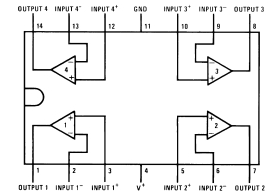 OUTPUT 4 INPUT 4⁻ INPUT 4⁺ GND INPUT 3⁺ INPUT 3⁻ OUTPUT 3
14 13 12 11 10 9 8
4 3
1 2
1 2 3 4 5 6 7
OUTPUT 1 INPUT 1⁻ INPUT 1⁺ V⁺ INPUT 2⁺ INPUT 2⁻ OUTPUT 2